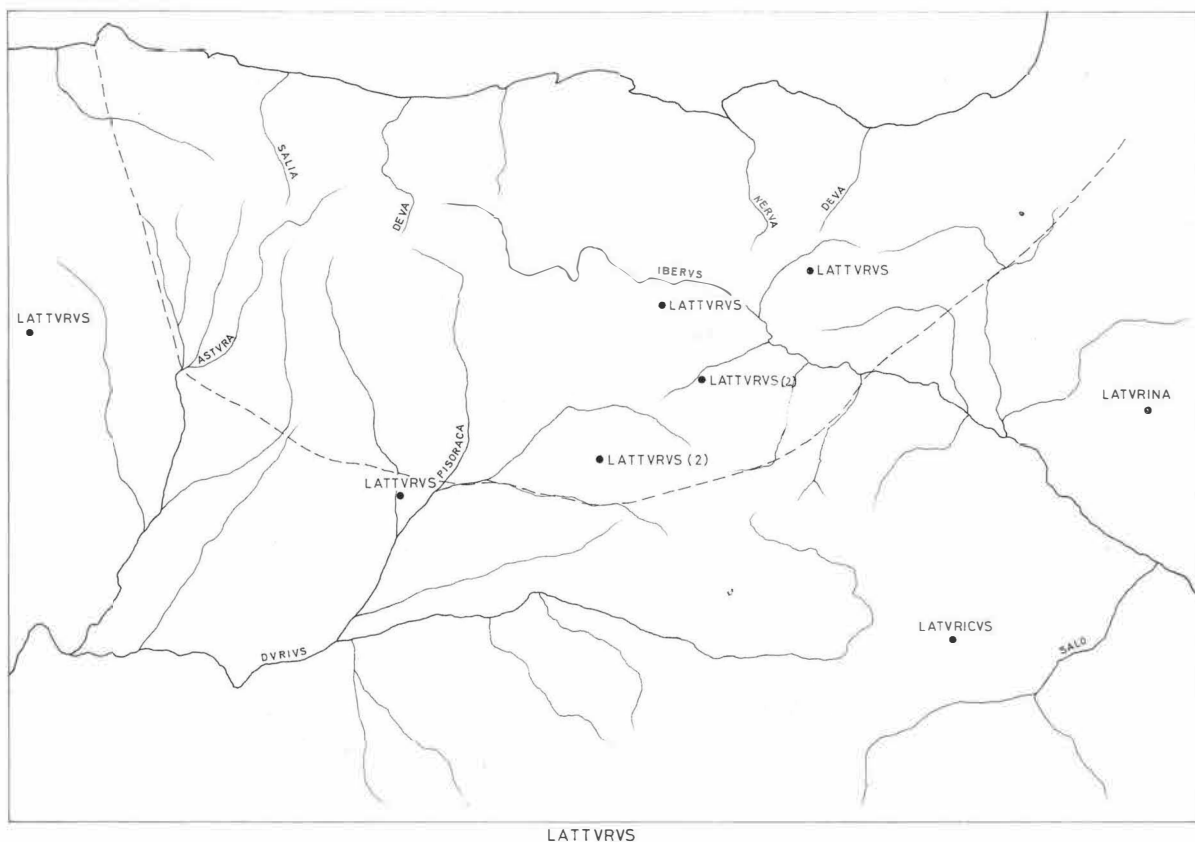 SALIA
DEVA
NERVA
DEVA
IBERVS
LATTVRVS
LATTVRVS
LATTVRVS
ASTVRA
LATTVRVS (2)
LATVRINA
PISORACA
LATTVRVS (2)
LATTVRVS
DVRIVS
LATVRICVS
SALO
LATTVRVS